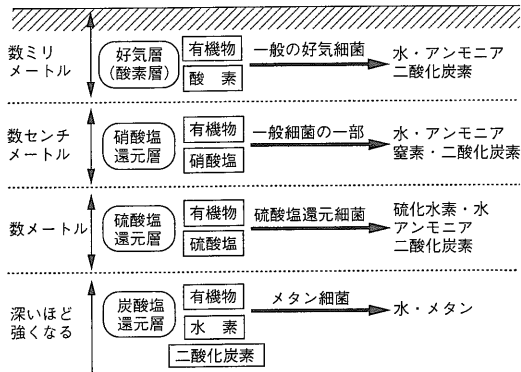 数ミリ
メートル
好気層
(酸素層)
有機物
酸 素
一般の好気細菌
水・アンモニア
二酸化炭素
数センチ
メートル
硝酸塩
還元層
有機物
硝酸塩
一般細菌の一部
水・アンモニア
窒素・二酸化炭素
数メートル
硫酸塩
還元層
有機物
硫酸塩
硫酸塩還元細菌
硫化水素・水
アンモニア
二酸化炭素
深いほど
強くなる
炭酸塩
還元層
有機物
水 素
二酸化炭素
メタン細菌
水・メタン